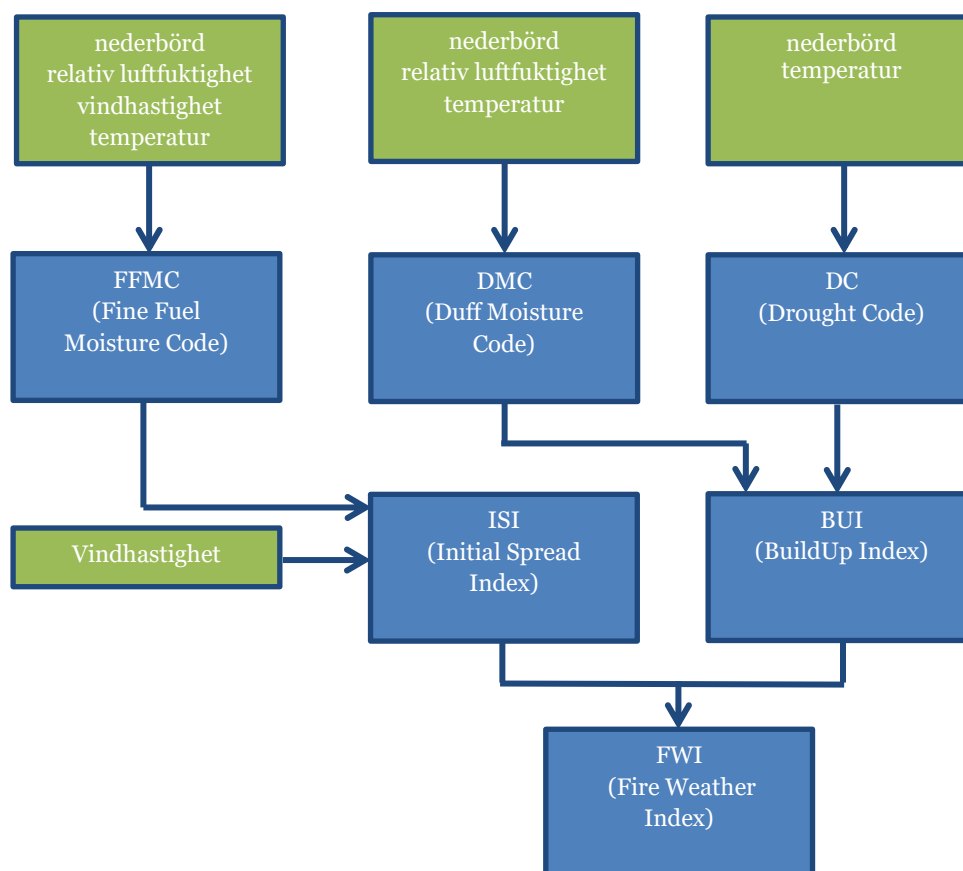 nederbörd
relativ luftfuktighet
vindhastighet
temperatur
nederbörd
relativ luftfuktighet
temperatur
nederbörd
temperatur
FFMC
(Fine Fuel
Moisture Code)
DMC
(Duff Moisture
Code)
DC
(Drought Code)
Vindhastighet
ISI
(Initial Spread
Index)
BUI
(BuildUp Index)
FWI
(Fire Weather
Index)